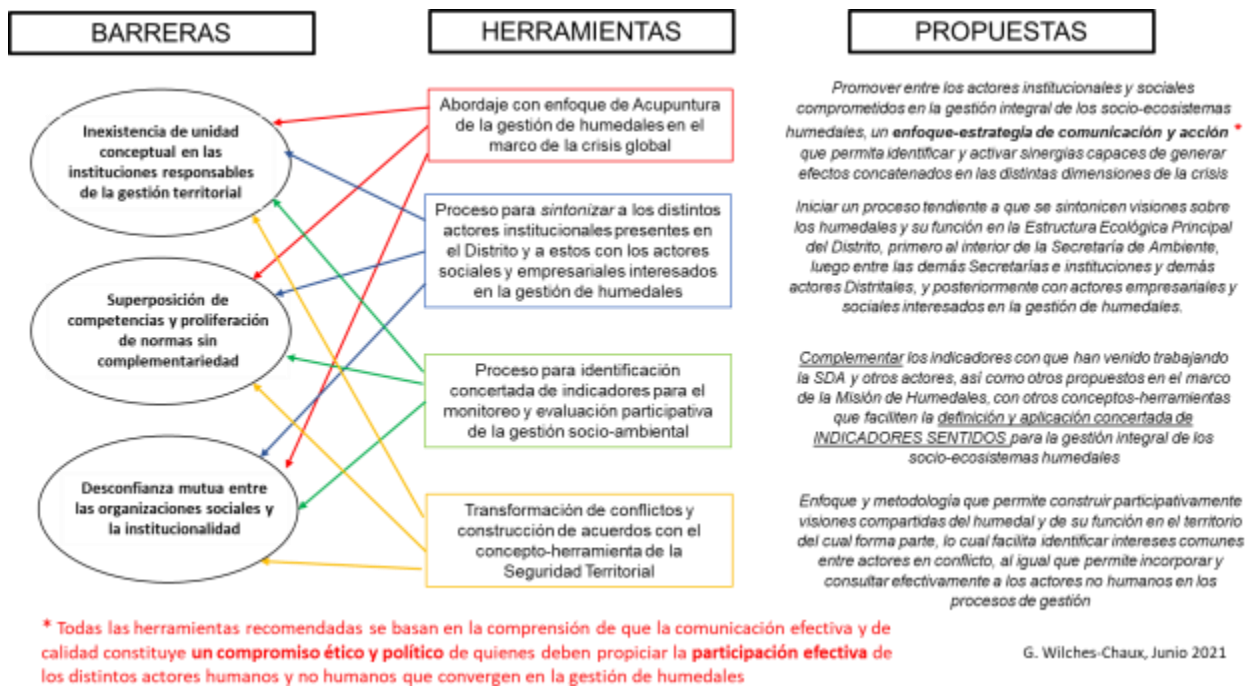 BARRERAS
HERRAMIENTAS
PROPUESTAS
Inexistencia de unidad
conceptual en las
instituciones responsables
de la gestión territorial
Superposición de
competencias y proliferación
de normas sin
complementariedad
Desconfianza mutua entre
las organizaciones sociales y
la institucionalidad
Abordaje con enfoque de Acupuntura
de la gestión de humedales en el
marco de la crisis global
Proceso para sintonizar a los distintos
actores institucionales presentes en
el Distrito y a estos con los actores
sociales y empresariales interesados
en la gestión de humedales
Proceso para identificación
concertada de indicadores para el
monitoreo y evaluación participativa
de la gestión socio-ambiental
Transformación de conflictos y
construcción de acuerdos con el
concepto-herramienta de la
Seguridad Territorial
Promover entre los actores institucionales y sociales
comprometidos en la gestión integral de los socio-ecosistemas
humedales, un enfoque-estrategia de comunicación y acción *
que permita identificar y activar sinergias capaces de generar
efectos concatenados en las distintas dimensiones de la crisis
Iniciar un proceso tendiente a que se sintonicen visiones sobre
los humedales y su función en la Estructura Ecológica Principal
del Distrito, primero al interior de la Secretaría de Ambiente,
luego entre las demás Secretarías e instituciones y demás
actores Distritales, y posteriormente con actores empresariales y
sociales interesados en la gestión de humedales.
Complementar los indicadores con que han venido trabajando
la SDA y otros actores, así como otros propuestos en el marco
de la Misión de Humedales, con otros conceptos-herramientas
que faciliten la definición y aplicación concertada de
INDICADORES SENTIDOS para la gestión integral de los
socio-ecosistemas humedales
Enfoque y metodología que permite construir participativamente
visiones compartidas del humedal y de su función en el territorio
del cual forma parte, lo cual facilita identificar intereses comunes
entre actores en conflicto, al igual que permite incorporar y
consultar efectivamente a los actores no humanos en los
procesos de gestión
* Todas las herramientas recomendadas se basan en la comprensión de que la comunicación efectiva y de
calidad constituye un compromiso ético y político de quienes deben propiciar la participación efectiva de
los distintos actores humanos y no humanos que convergen en la gestión de humedales
G. Wilches-Chaux, Junio 2021